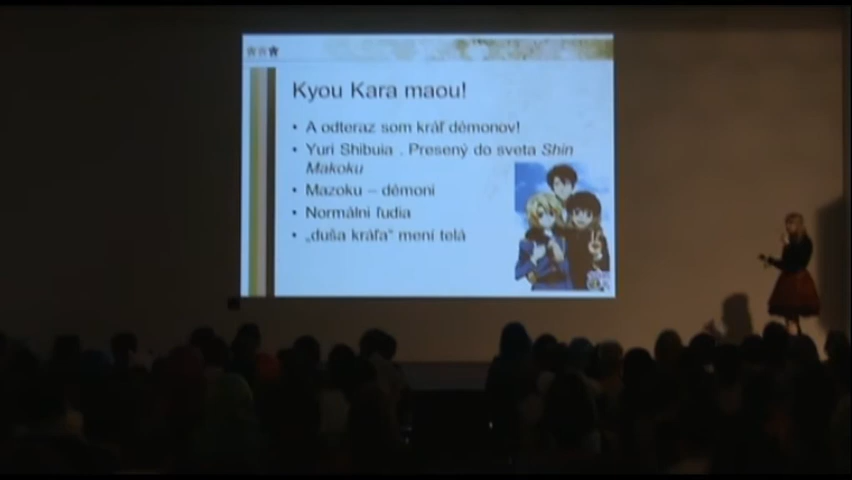 Kyou Kara maou!
• A odteraz som kráľ démonov!
• Yuri Shibuia . Presený do sveta Shin
Makoku
• Mazoku – démoni
• Normálni ľudia
• „duša kráľa“ mení telá